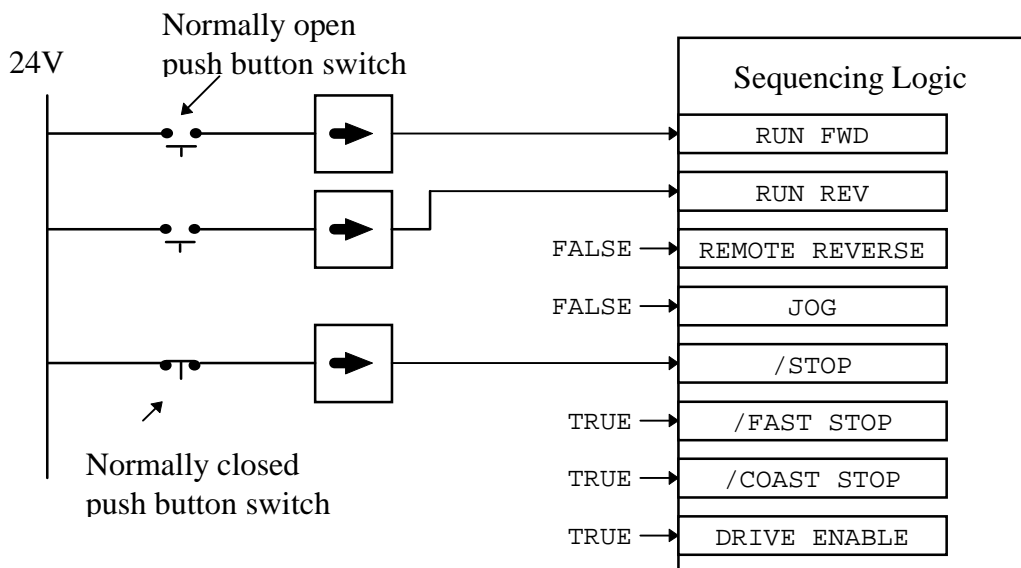 Normally open
push button switch
24V
Sequencing Logic
RUN FWD
RUN REV
FALSE
REMOTE REVERSE
FALSE
JOG
/STOP
TRUE
/FAST STOP
Normally closed
push button switch
TRUE
/COAST STOP
TRUE
DRIVE ENABLE